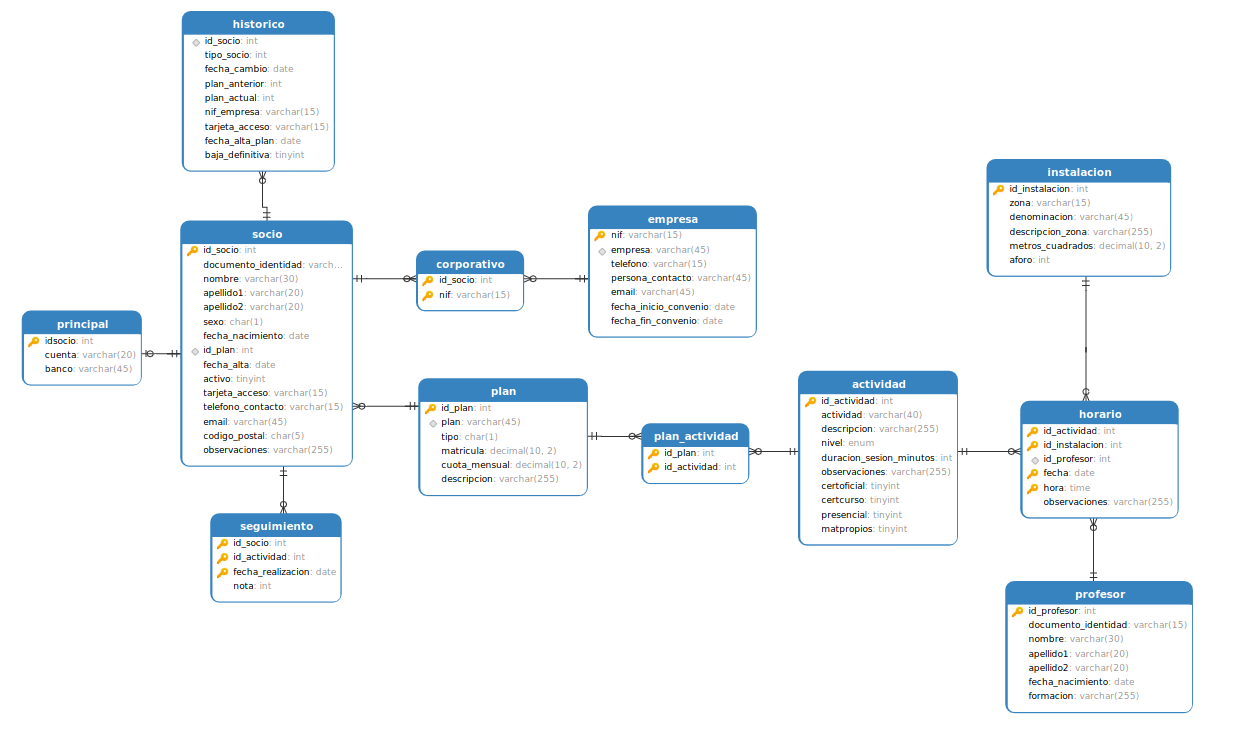 historico
id_socio: int
tipo_socio: int
fecha_cambio: date
plan_anterior: int
plan_actual: int
nif_empresa: varchar(15)
tarjeta_acceso: varchar(15)
fecha_alta_plan: date
baja_definitiva: tinyint
socio
id_socio: int
documento_identidad: varch...
nombre: varchar(30)
apellido1: varchar(20)
apellido2: varchar(20)
sexo: char(1)
fecha_nacimiento: date
id_plan: int
fecha_alta: date
activo: tinyint
tarjeta_acceso: varchar(15)
telefono_contacto: varchar(15)
email: varchar(45)
codigo_postal: char(5)
observaciones: varchar(255)
principal
idsocio: int
cuenta: varchar(20)
banco: varchar(45)
seguimiento
id_socio: int
id_actividad: int
fecha_realizacion: date
nota: int
corporativo
id_socio: int
nif: varchar(15)
empresa
nif: varchar(15)
empresa: varchar(45)
telefono: varchar(15)
persona_contacto: varchar(45)
email: varchar(45)
fecha_inicio_convenio: date
fecha_fin_convenio: date
plan
id_plan: int
plan: varchar(45)
tipo: char(1)
matricula: decimal(10, 2)
cuota_mensual: decimal(10, 2)
descripcion: varchar(255)
plan_actividad
id_plan: int
id_actividad: int
actividad
id_actividad: int
actividad: varchar(40)
descripcion: varchar(255)
nivel: enum
duracion_sesion_minutos: int
observaciones: varchar(255)
certoficial: tinyint
certcurso: tinyint
presencial: tinyint
matpropios: tinyint
instalacion
id_instalacion: int
zona: varchar(15)
denominacion: varchar(45)
descripcion_zona: varchar(255)
metros_cuadrados: decimal(10, 2)
aforo: int
horario
id_actividad: int
id_instalacion: int
id_profesor: int
fecha: date
hora: time
observaciones: varchar(255)
profesor
id_profesor: int
documento_identidad: varchar(15)
nombre: varchar(30)
apellido1: varchar(20)
apellido2: varchar(20)
fecha_nacimiento: date
formacion: varchar(255)